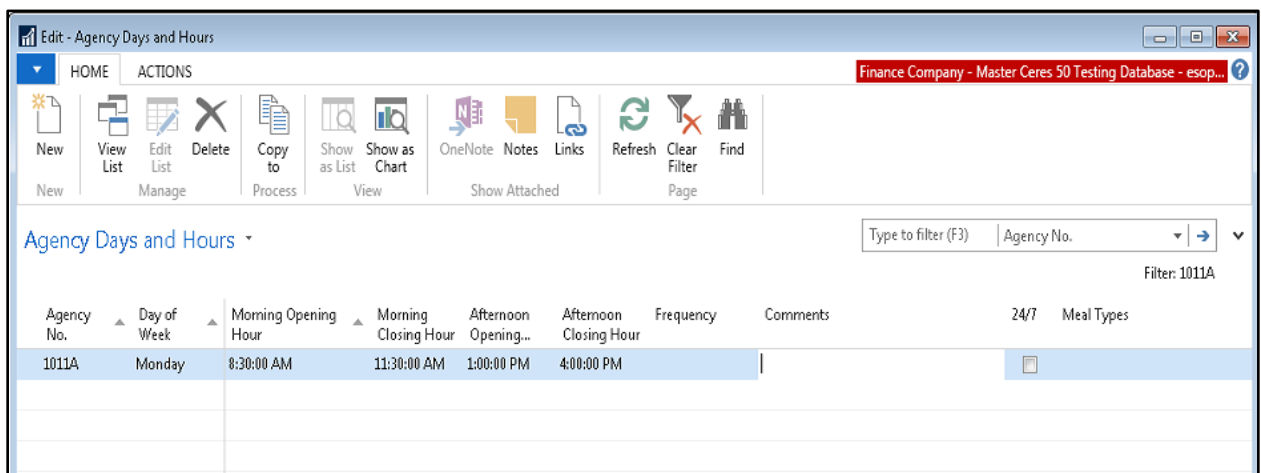 Edit - Agency Days and Hours
HOME ACTIONS
Finance Company - Master Ceres 50 Testing Database - esop...
New View List Edit List Delete Copy to Show as List Show as Chart OneNote Notes Links Refresh Clear Filter Find
New Manage Process View Show Attached Page
Agency Days and Hours
Type to filter (F3) Agency No.
Filter: 1011A
Agency No. Day of Week Morning Opening Hour Morning Closing Hour Afternoon Opening... Afternoon Closing Hour Frequency Comments 24/7 Meal Types
1011A Monday 8:30:00 AM 11:30:00 AM 1:00:00 PM 4:00:00 PM